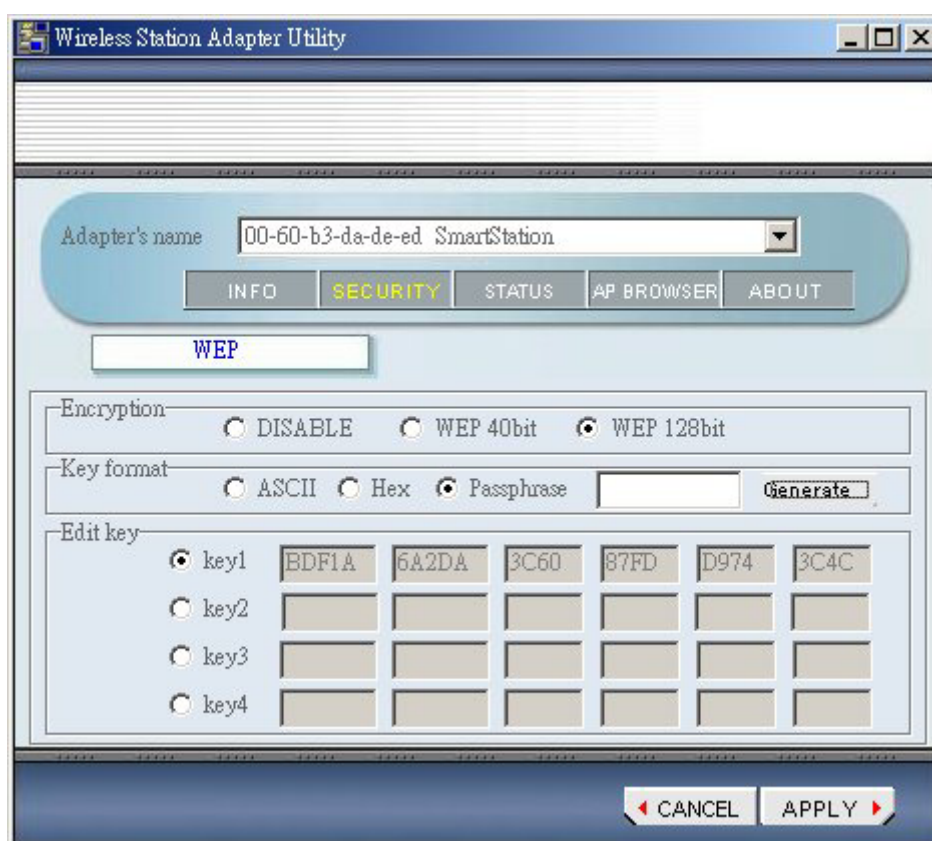 Wireless Station Adapter Utility
Adapter's name 00-60-b3-da-de-ed SmartStation
INFO SECURITY STATUS AP BROWSER ABOUT
WEP
Encryption
DISABLE WEP 40bit WEP 128bit
Key format
ASCII Hex Passphrase Generate
Edit key
key1 BDF1A 6A2DA 3C60 87FD D974 3C4C
key2
key3
key4
CANCEL APPLY